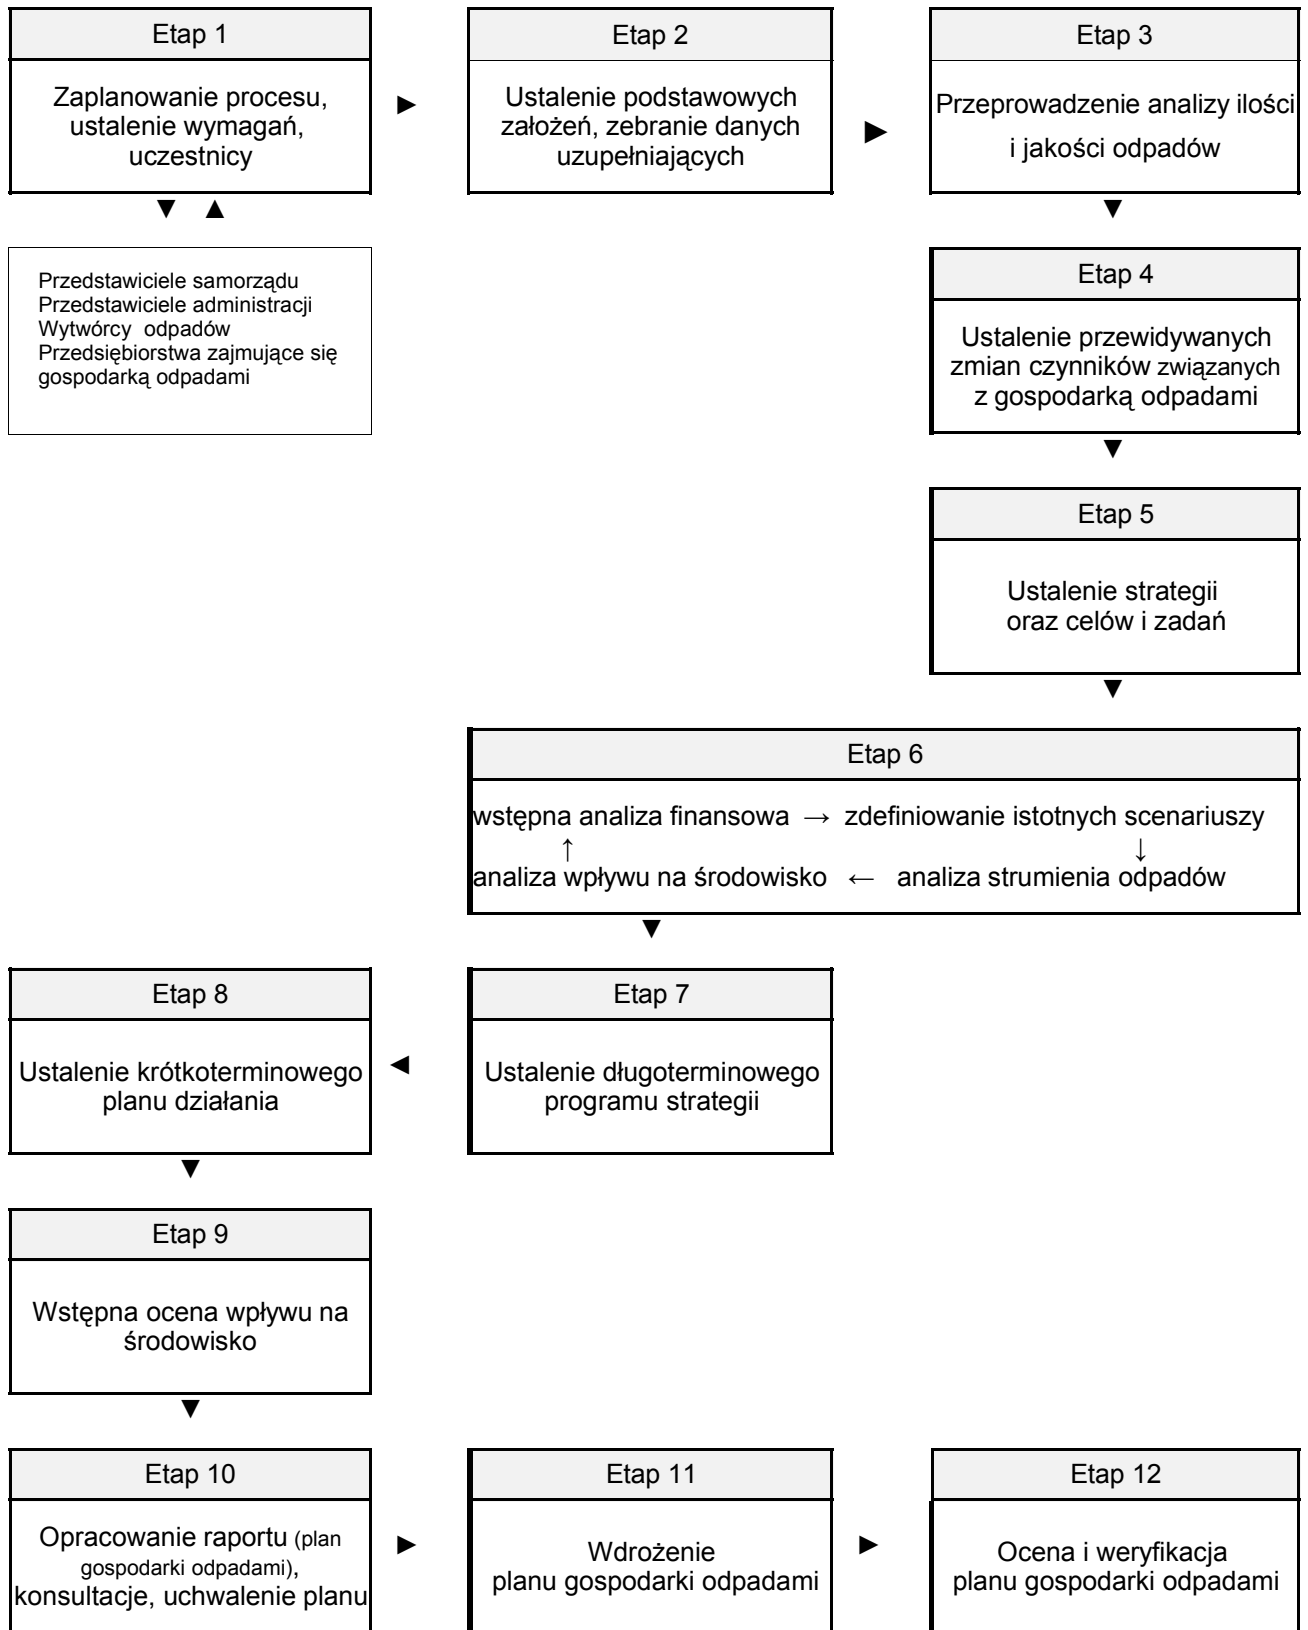 Etap 1
Zaplanowanie procesu,
ustalenie wymagań,
uczestnicy
►
Etap 2
Ustalenie podstawowych
założeń, zebranie danych
uzupełniających
►
Etap 3
Przeprowadzenie analizy ilości
i jakości odpadów
▼ ▲
▼
Przedstawiciele samorządu
Przedstawiciele administracji
Wytwórcy odpadów
Przedsiębiorstwa zajmujące się
gospodarką odpadami
Etap 4
Ustalenie przewidywanych
zmian czynników związanych
z gospodarką odpadami
▼
Etap 5
Ustalenie strategii
oraz celów i zadań
▼
Etap 6
wstępna analiza finansowa → zdefiniowanie istotnych scenariuszy
↑ ↓
analiza wpływu na środowisko ← analiza strumienia odpadów
▼
Etap 8
Ustalenie krótkoterminowego
planu działania
◄
Etap 7
Ustalenie długoterminowego
programu strategii
▼
Etap 9
Wstępna ocena wpływu na
środowisko
▼
Etap 10
Opracowanie raportu (plan
gospodarki odpadami),
konsultacje, uchwalenie planu
►
Etap 11
Wdrożenie
planu gospodarki odpadami
►
Etap 12
Ocena i weryfikacja
planu gospodarki odpadami